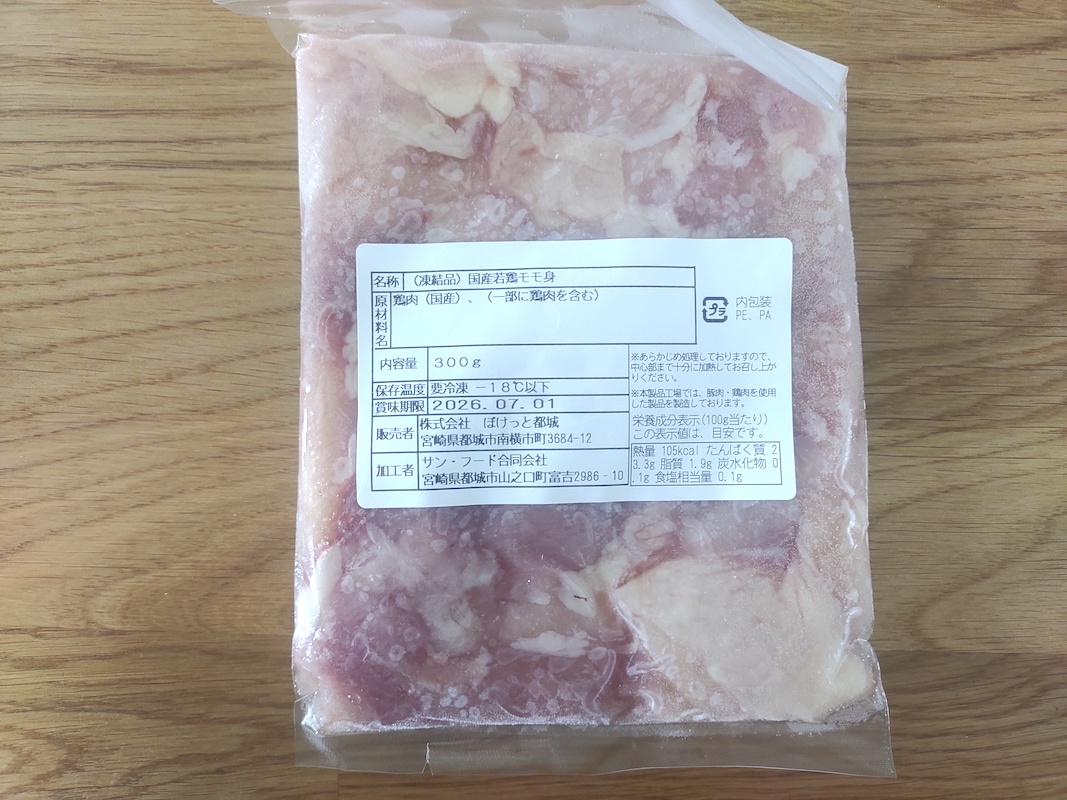 名称 (凍結品)国産若鶏モモ身
原材料名 鶏肉(国産)、(一部に鶏肉を含む)
プラ 内包装
PE、PA
内容量 300g
保存温度 要冷凍 -18℃以下
賞味期限 2026.07.01
販売者 株式会社 ぽけっと都城
宮崎県都城市南横市町3684-12
加工者 サン・フード合同会社
宮崎県都城市山之口町富吉2986-10
※あらかじめ処理しておりますので、
中心部まで十分に加熱してお召し上が
りください。
※本製品工場では、豚肉・鶏肉を使用
した製品を製造しております。
栄養成分表示(100g当たり)
この表示値は、目安です。
熱量 105kcal たんぱく質 2
3.3g 脂質 1.9g 炭水化物 0
.1g 食塩相当量 0.1g